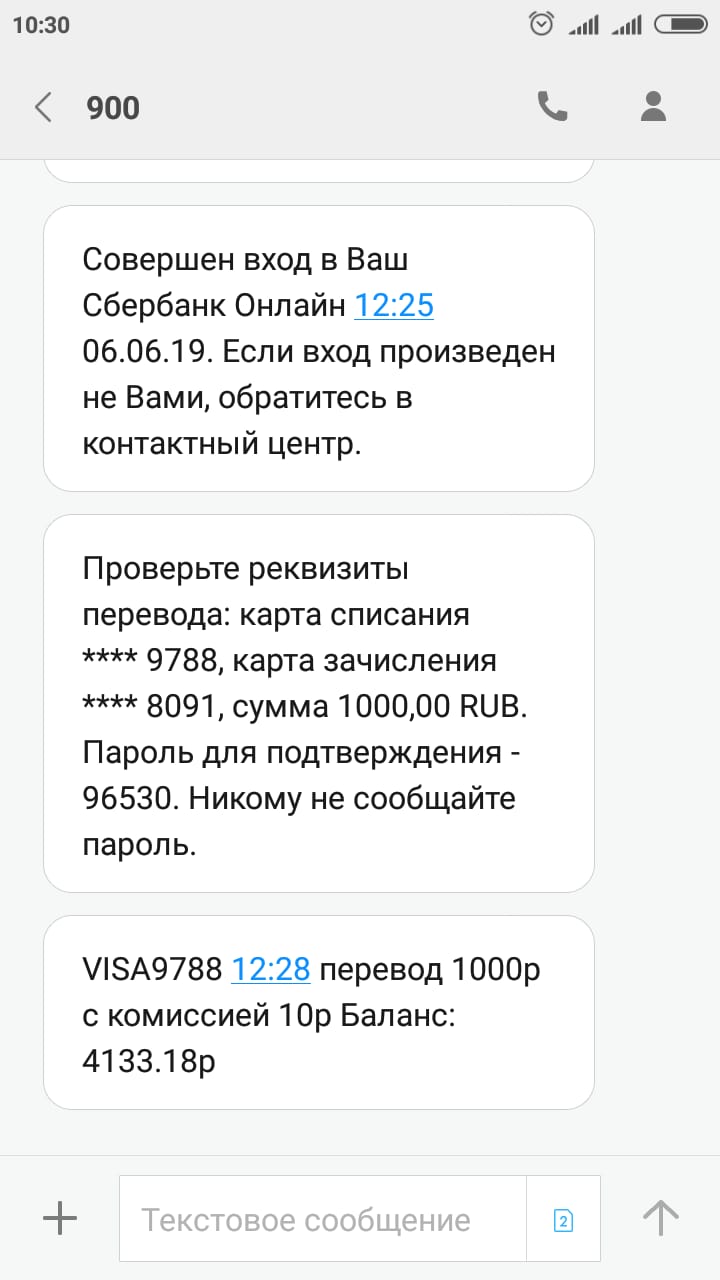 10:30
900
Совершен вход в Ваш
Сбербанк Онлайн 12:25
06.06.19. Если вход произведен
не Вами, обратитесь в
контактный центр.
Проверьте реквизиты
перевода: карта списания
**** 9788, карта зачисления
**** 8091, сумма 1000,00 RUB.
Пароль для подтверждения -
96530. Никому не сообщайте
пароль.
VISA9788 12:28 перевод 1000р
с комиссией 10р Баланс:
4133.18р
Текстовое сообщение
2